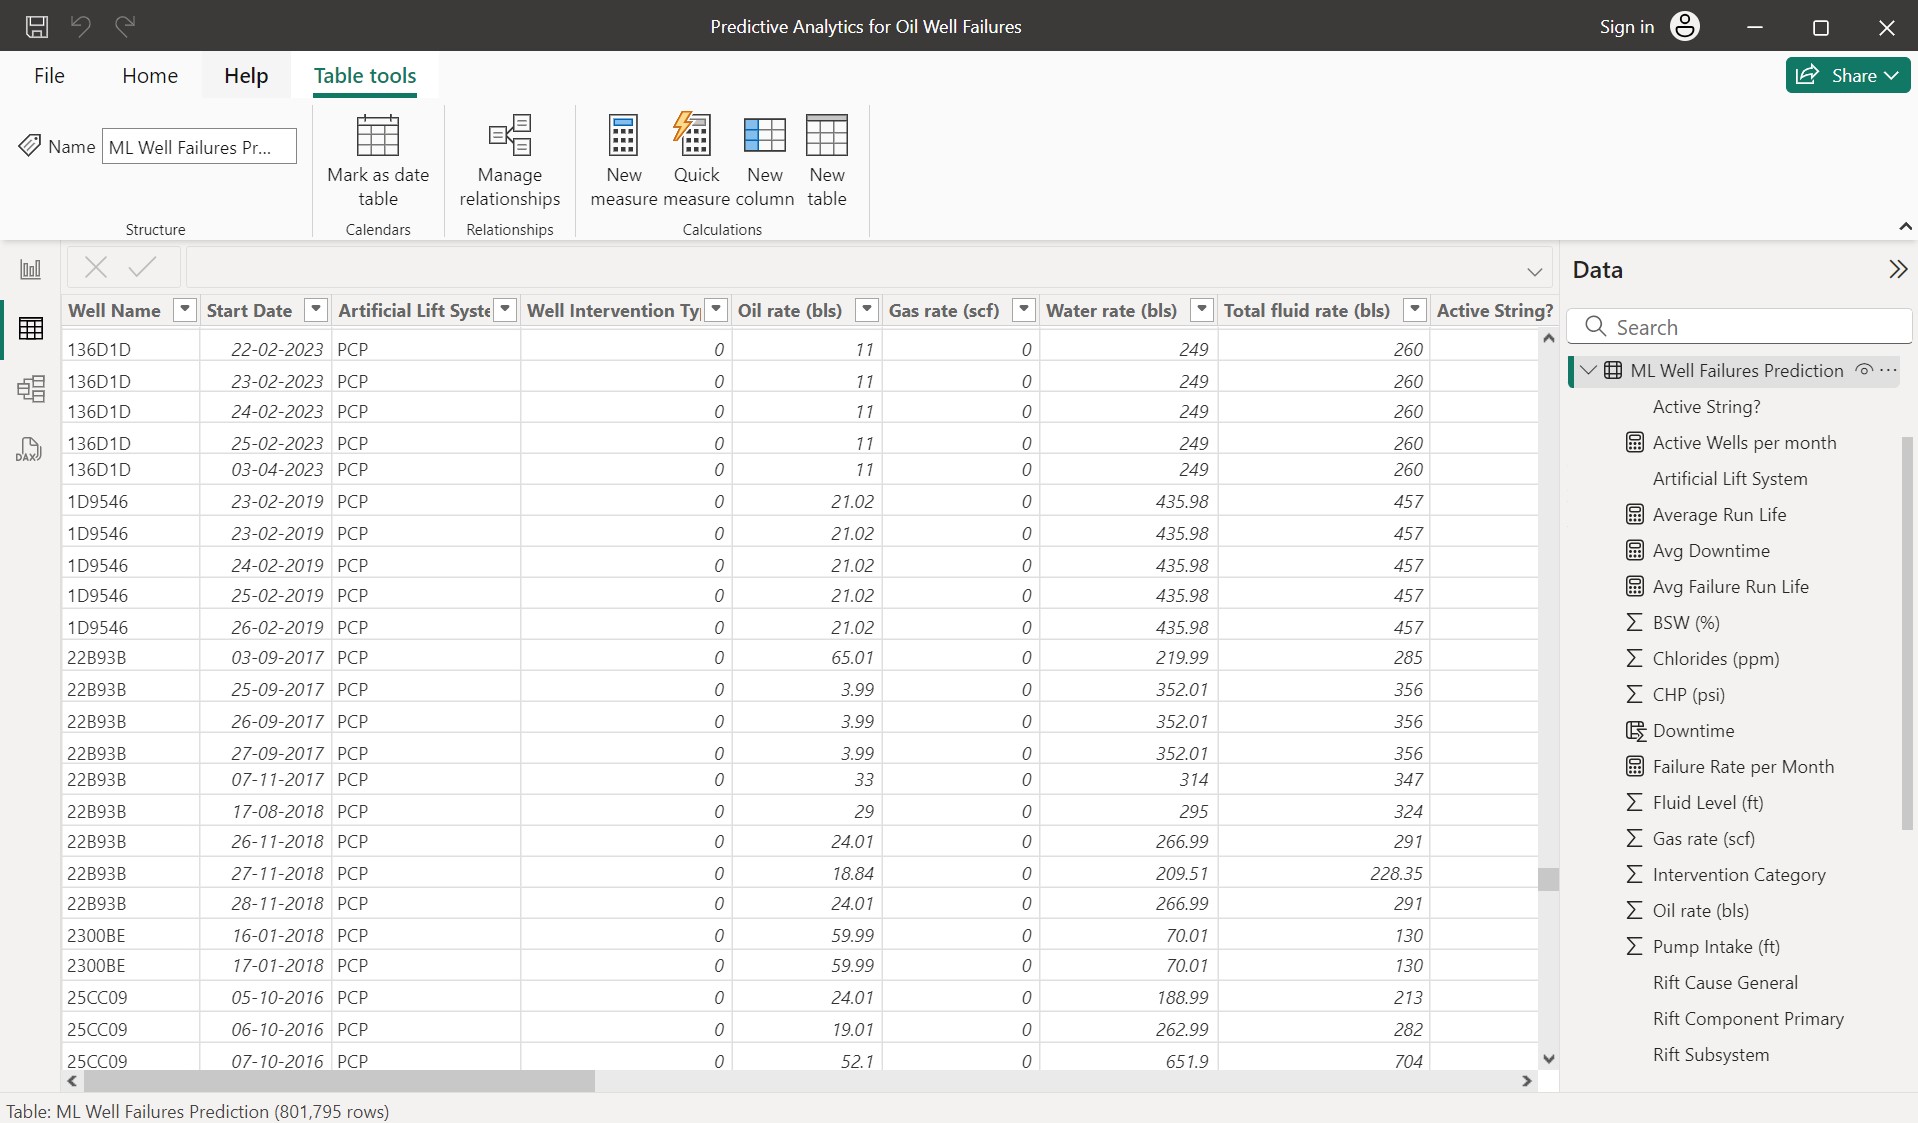 Predictive Analytics for Oil Well Failures
Sign in
File Home Help Table tools
Share
Name ML Well Failures Pr...
Mark as date table
Manage relationships
New measure
Quick measure
New column
New table
Structure Calendars Relationships Calculations
Data
Search
Well Name Start Date Artificial Lift Syste Well Intervention Ty Oil rate (bls) Gas rate (scf) Water rate (bls) Total fluid rate (bls) Active String?
136D1D 22-02-2023 PCP 0 11 0 249 260
136D1D 23-02-2023 PCP 0 11 0 249 260
136D1D 24-02-2023 PCP 0 11 0 249 260
136D1D 25-02-2023 PCP 0 11 0 249 260
136D1D 03-04-2023 PCP 0 11 0 249 260
1D9546 23-02-2019 PCP 0 21.02 0 435.98 457
1D9546 23-02-2019 PCP 0 21.02 0 435.98 457
1D9546 24-02-2019 PCP 0 21.02 0 435.98 457
1D9546 25-02-2019 PCP 0 21.02 0 435.98 457
1D9546 26-02-2019 PCP 0 21.02 0 435.98 457
22B93B 03-09-2017 PCP 0 65.01 0 219.99 285
22B93B 25-09-2017 PCP 0 3.99 0 352.01 356
22B93B 26-09-2017 PCP 0 3.99 0 352.01 356
22B93B 27-09-2017 PCP 0 3.99 0 352.01 356
22B93B 07-11-2017 PCP 0 33 0 314 347
22B93B 17-08-2018 PCP 0 29 0 295 324
22B93B 26-11-2018 PCP 0 24.01 0 266.99 291
22B93B 27-11-2018 PCP 0 18.84 0 209.51 228.35
22B93B 28-11-2018 PCP 0 24.01 0 266.99 291
2300BE 16-01-2018 PCP 0 59.99 0 70.01 130
2300BE 17-01-2018 PCP 0 59.99 0 70.01 130
25CC09 05-10-2016 PCP 0 24.01 0 188.99 213
25CC09 06-10-2016 PCP 0 19.01 0 262.99 282
25CC09 07-10-2016 PCP 0 52.1 0 651.9 704
ML Well Failures Prediction ...
Active String?
Active Wells per month
Artificial Lift System
Average Run Life
Avg Downtime
Avg Failure Run Life
BSW (%)
Chlorides (ppm)
CHP (psi)
Downtime
Failure Rate per Month
Fluid Level (ft)
Gas rate (scf)
Intervention Category
Oil rate (bls)
Pump Intake (ft)
Rift Cause General
Rift Component Primary
Rift Subsystem
DAX
Table: ML Well Failures Prediction (801,795 rows)